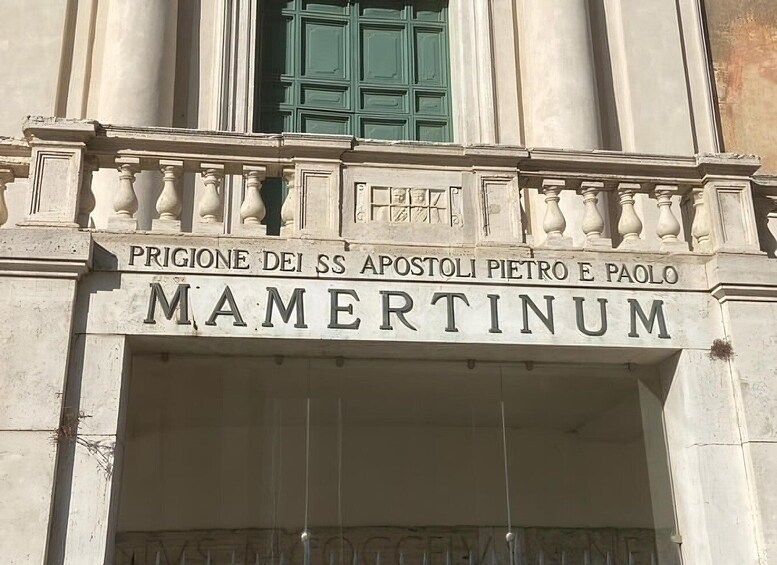 PRIGIONE DEI SS APOSTOLI PIETRO E PAOLO
MAMERTINUM